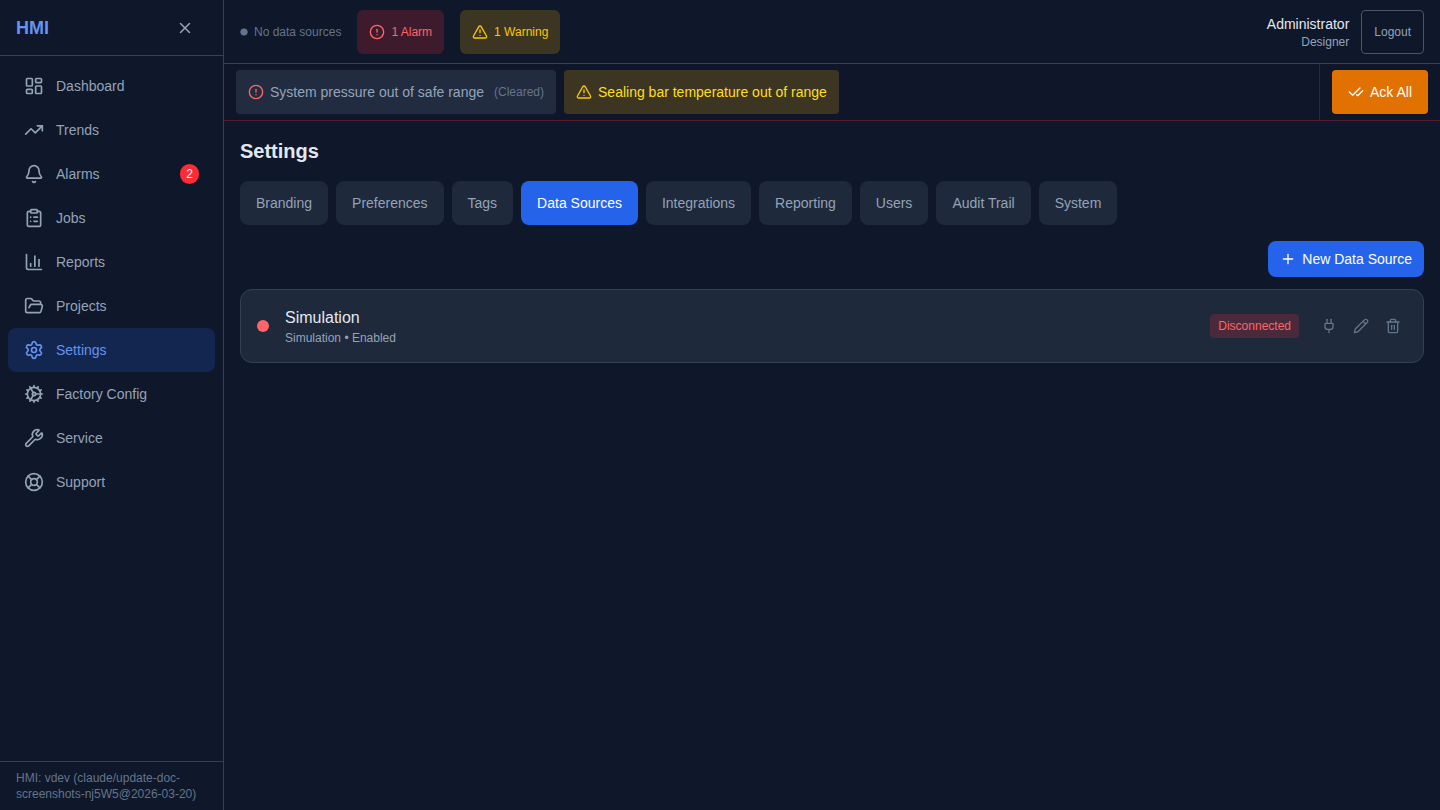 HMI
Dashboard
Trends
Alarms 2
Jobs
Reports
Projects
Settings
Factory Config
Service
Support
HMI: vdev (claude/update-doc-
screenshots-nj5W5@2026-03-20)
No data sources 1 Alarm 1 Warning
Administrator
Designer
Logout
System pressure out of safe range (Cleared) Sealing bar temperature out of range Ack All
Settings
Branding Preferences Tags Data Sources Integrations Reporting Users Audit Trail System
New Data Source
Simulation
Simulation • Enabled
Disconnected